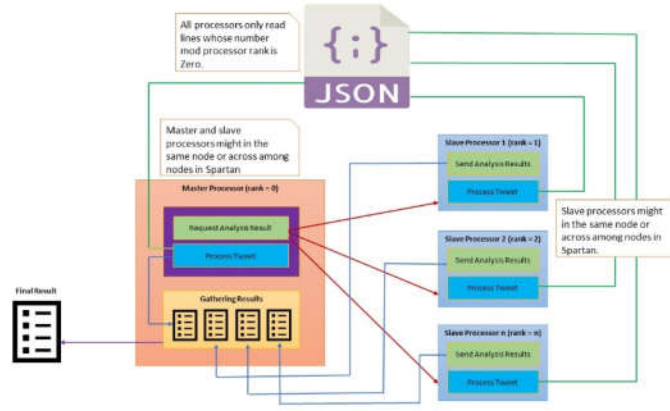 All processors only read
lines whose number
mod processor rank is
Zero.
{;}
JSON
Master and slave
processors might in the
same node or across among
nodes in Spartan
Master Processor (rank = 0)
Request Analysis Result
Process Tweet
Gathering Results
Final Result
Slave Processor 1 (rank = 1)
Send Analysis Results
Process Tweet
Slave Processor 2 (rank = 2)
Send Analysis Results
Process Tweet
Slave Processor n (rank = n)
Send Analysis Results
Process Tweet
Slave processors might in
the same node or across
among nodes in
Spartan.